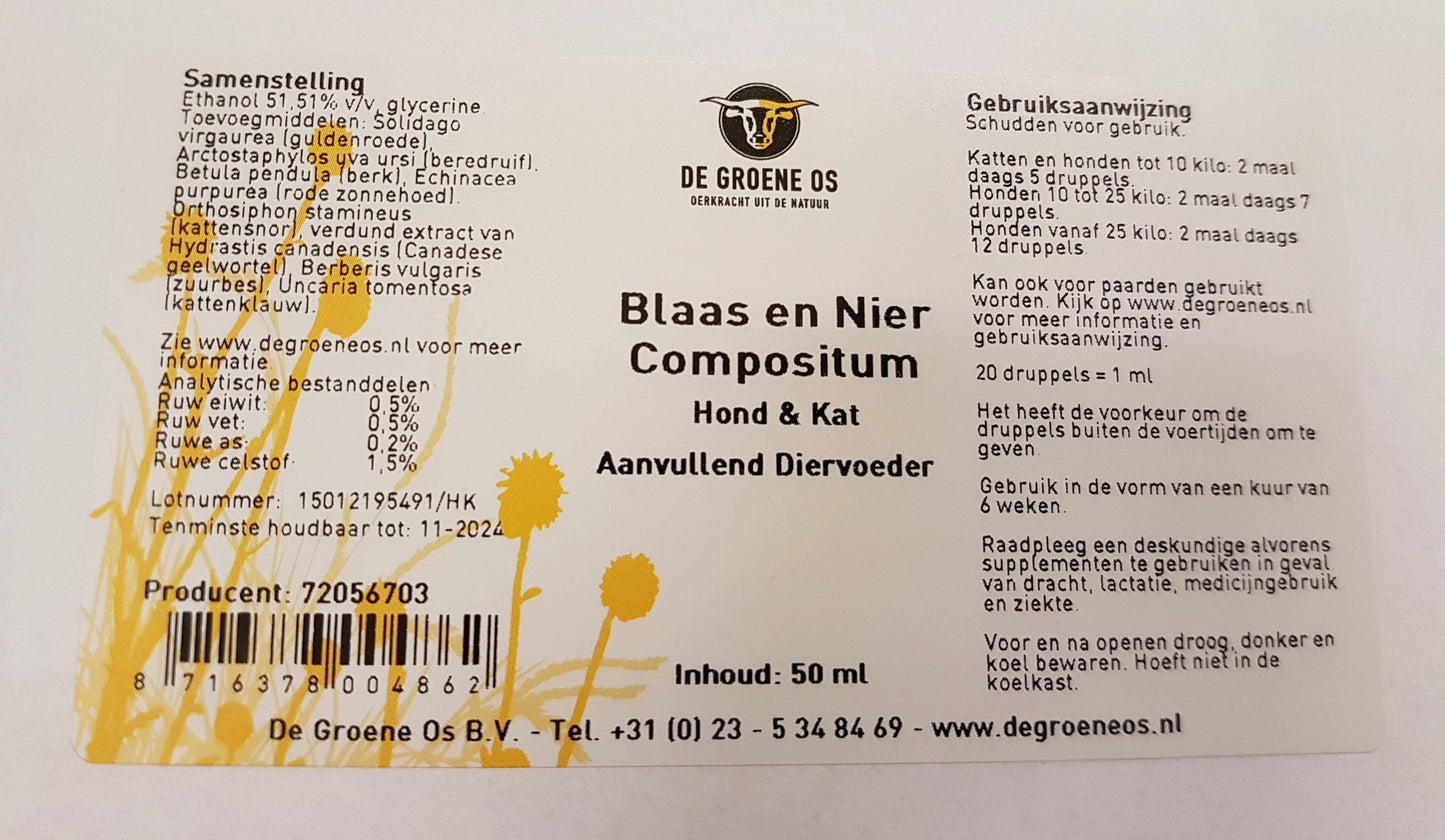 Samenstelling
Ethanol 51,51% v/v, glycerine.
Toevoegmiddelen: Solidago
virgaurea (guldenroede),
Arctostaphylos uva ursi (beredruif).
Betula pendula (berk), Echinacea
purpurea (rode zonnehoed).
Orthosiphon stamineus
(kattensnor), verdund extract van
Hydrastis canadensis (Canadese
geelwortel), Berberis vulgaris
(zuurbes), Uncaria tomentosa
(kattenklauw).
Zie www.degroeneos.nl voor meer
informatie.
Analytische bestanddelen:
Ruw eiwit: 0,5%
Ruw vet: 0,5%
Ruwe as: 0,2%
Ruwe celstof: 1,5%
Lotnummer: 15012195491/HK
Tenminste houdbaar tot: 11-2024
Producent: 72056703
8 716378 004862
DE GROENE OS
OERKRACHT UIT DE NATUUR
Blaas en Nier
Compositum
Hond & Kat
Aanvullend Diervoeder
Inhoud: 50 ml
Gebruiksaanwijzing
Schudden voor gebruik.
Katten en honden tot 10 kilo: 2 maal
daags 5 druppels.
Honden 10 tot 25 kilo: 2 maal daags 7
druppels.
Honden vanaf 25 kilo: 2 maal daags
12 druppels.
Kan ook voor paarden gebruikt
worden. Kijk op www.degroeneos.nl
voor meer informatie en
gebruiksaanwijzing.
20 druppels = 1 ml
Het heeft de voorkeur om de
druppels buiten de voertijden om te
geven.
Gebruik in de vorm van een kuur van
6 weken.
Raadpleeg een deskundige alvorens
supplementen te gebruiken in geval
van dracht, lactatie, medicijngebruik
en ziekte.
Voor en na openen droog, donker en
koel bewaren. Hoeft niet in de
koelkast.
De Groene Os B.V. - Tel. +31 (0) 23 - 5 34 84 69 - www.degroeneos.nl